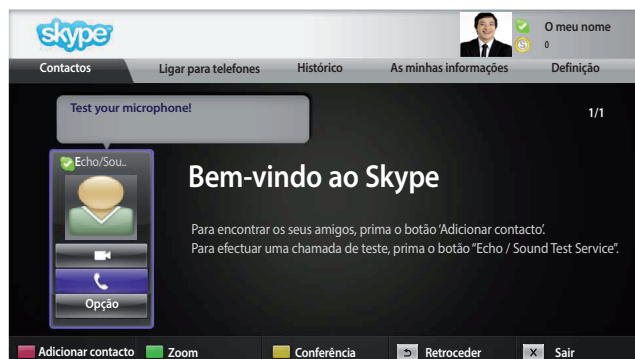 skype
O meu nome
0
Contactos Ligar para telefones Histórico As minhas informações Definição
Test your microphone!
1/1
Echo/Sou..
Bem-vindo ao Skype
Para encontrar os seus amigos, prima o botão ‘Adicionar contacto’.
Para efectuar uma chamada de teste, prima o botão “Echo / Sound Test Service”.
Opção
Adicionar contacto Zoom Conferência Retroceder X Sair